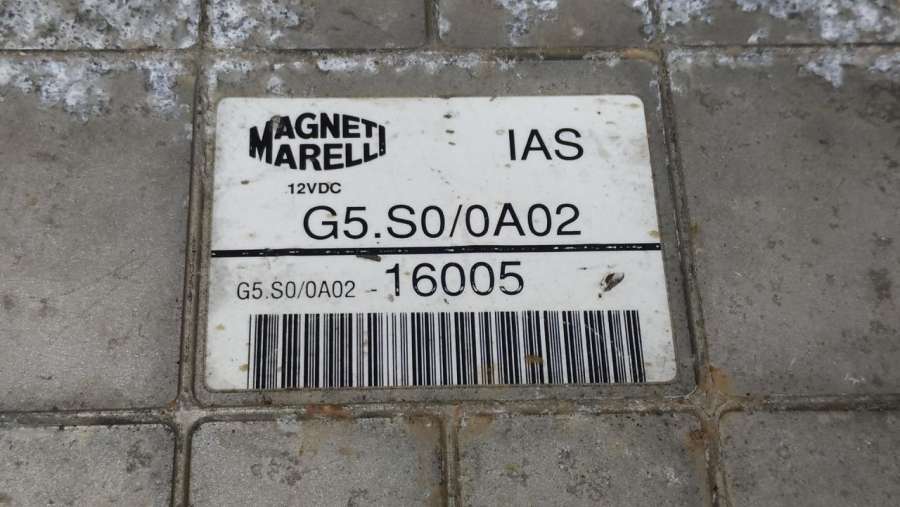 MAGNETI
MARELLI
IAS
12VDC
G5.S0/0A02
G5.S0/0A02 - 16005